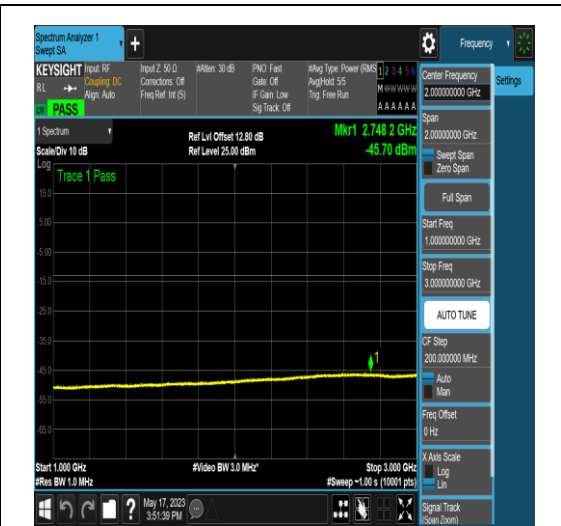 Spectrum Analyzer 1
Swept SA
+
Frequency
KEYSIGHT
Input: RF
Coupling: DC
Align: Auto
RL
PASS
Input Z: 50 Ω
Corrections: Off
Freq Ref: Int (S)
#Atten: 30 dB
PNO: Fast
Gate: Off
IF Gain: Low
Sig Track: Off
#Avg Type: Power (RMS
Avg|Hold: 5/5
Trig: Free Run
1 2 3 4 5 6
M W W W W W
A A A A A A
Center Frequency
2.000000000 GHz
Settings
Span
2.00000000 GHz
Swept Span
Zero Span
Full Span
Start Freq
1.000000000 GHz
Stop Freq
3.000000000 GHz
AUTO TUNE
CF Step
200.000000 MHz
Auto
Man
Freq Offset
0 Hz
X Axis Scale
Log
Lin
Signal Track
(Span Zoom)
1 Spectrum
Scale/Div 10 dB
Ref Lvl Offset 12.80 dB
Ref Level 25.00 dBm
Mkr1 2.748 2 GHz
-45.70 dBm
Log
Trace 1 Pass
15.0
5.00
-5.00
-15.0
-25.0
-35.0
-45.0
-55.0
-65.0
1
Start 1.000 GHz
#Res BW 1.0 MHz
#Video BW 3.0 MHz*
Stop 3.000 GHz
#Sweep ~1.00 s (10001 pts)
?
May 17, 2023
3:51:39 PM